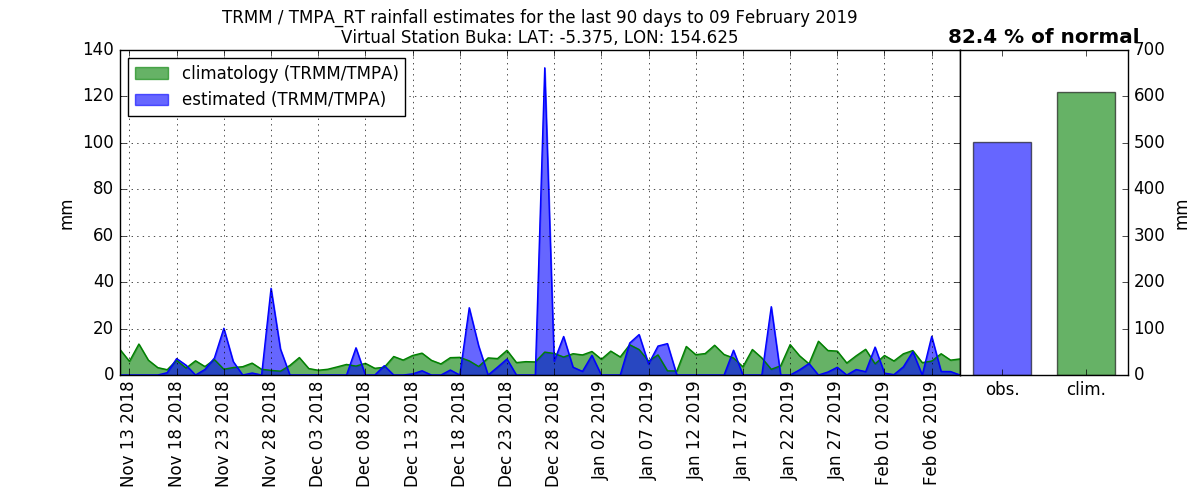 TRMM / TMPA_RT rainfall estimates for the last 90 days to 09 February 2019
Virtual Station Buka: LAT: -5.375, LON: 154.625
82.4 % of normal
climatology (TRMM/TMPA)
estimated (TRMM/TMPA)
140
120
100
80
60
40
20
0
mm
Nov 13 2018
Nov 18 2018
Nov 23 2018
Nov 28 2018
Dec 03 2018
Dec 08 2018
Dec 13 2018
Dec 18 2018
Dec 23 2018
Dec 28 2018
Jan 02 2019
Jan 07 2019
Jan 12 2019
Jan 17 2019
Jan 22 2019
Jan 27 2019
Feb 01 2019
Feb 06 2019
obs.
clim.
700
600
500
400
300
200
100
0
mm